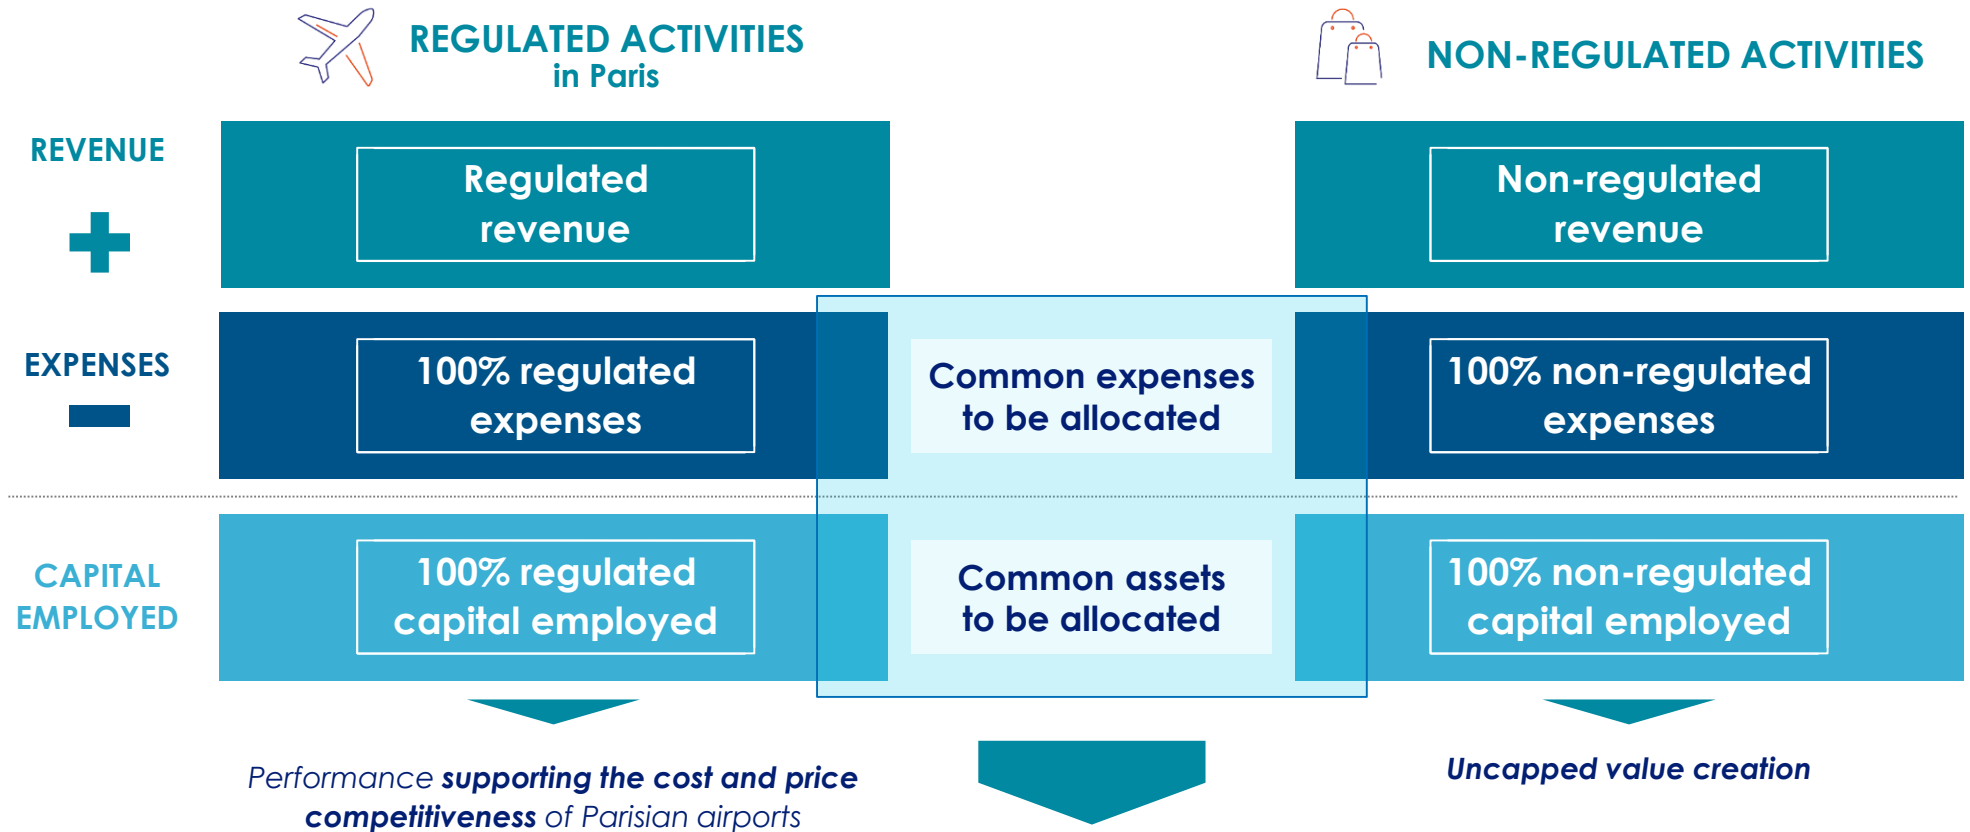 REGULATED ACTIVITIES
in Paris
NON-REGULATED ACTIVITIES
REVENUE
Regulated
revenue
Non-regulated
revenue
EXPENSES
100% regulated
expenses
Common expenses
to be allocated
100% non-regulated
expenses
CAPITAL
EMPLOYED
100% regulated
capital employed
Common assets
to be allocated
100% non-regulated
capital employed
Performance supporting the cost and price
competitiveness of Parisian airports
Uncapped value creation